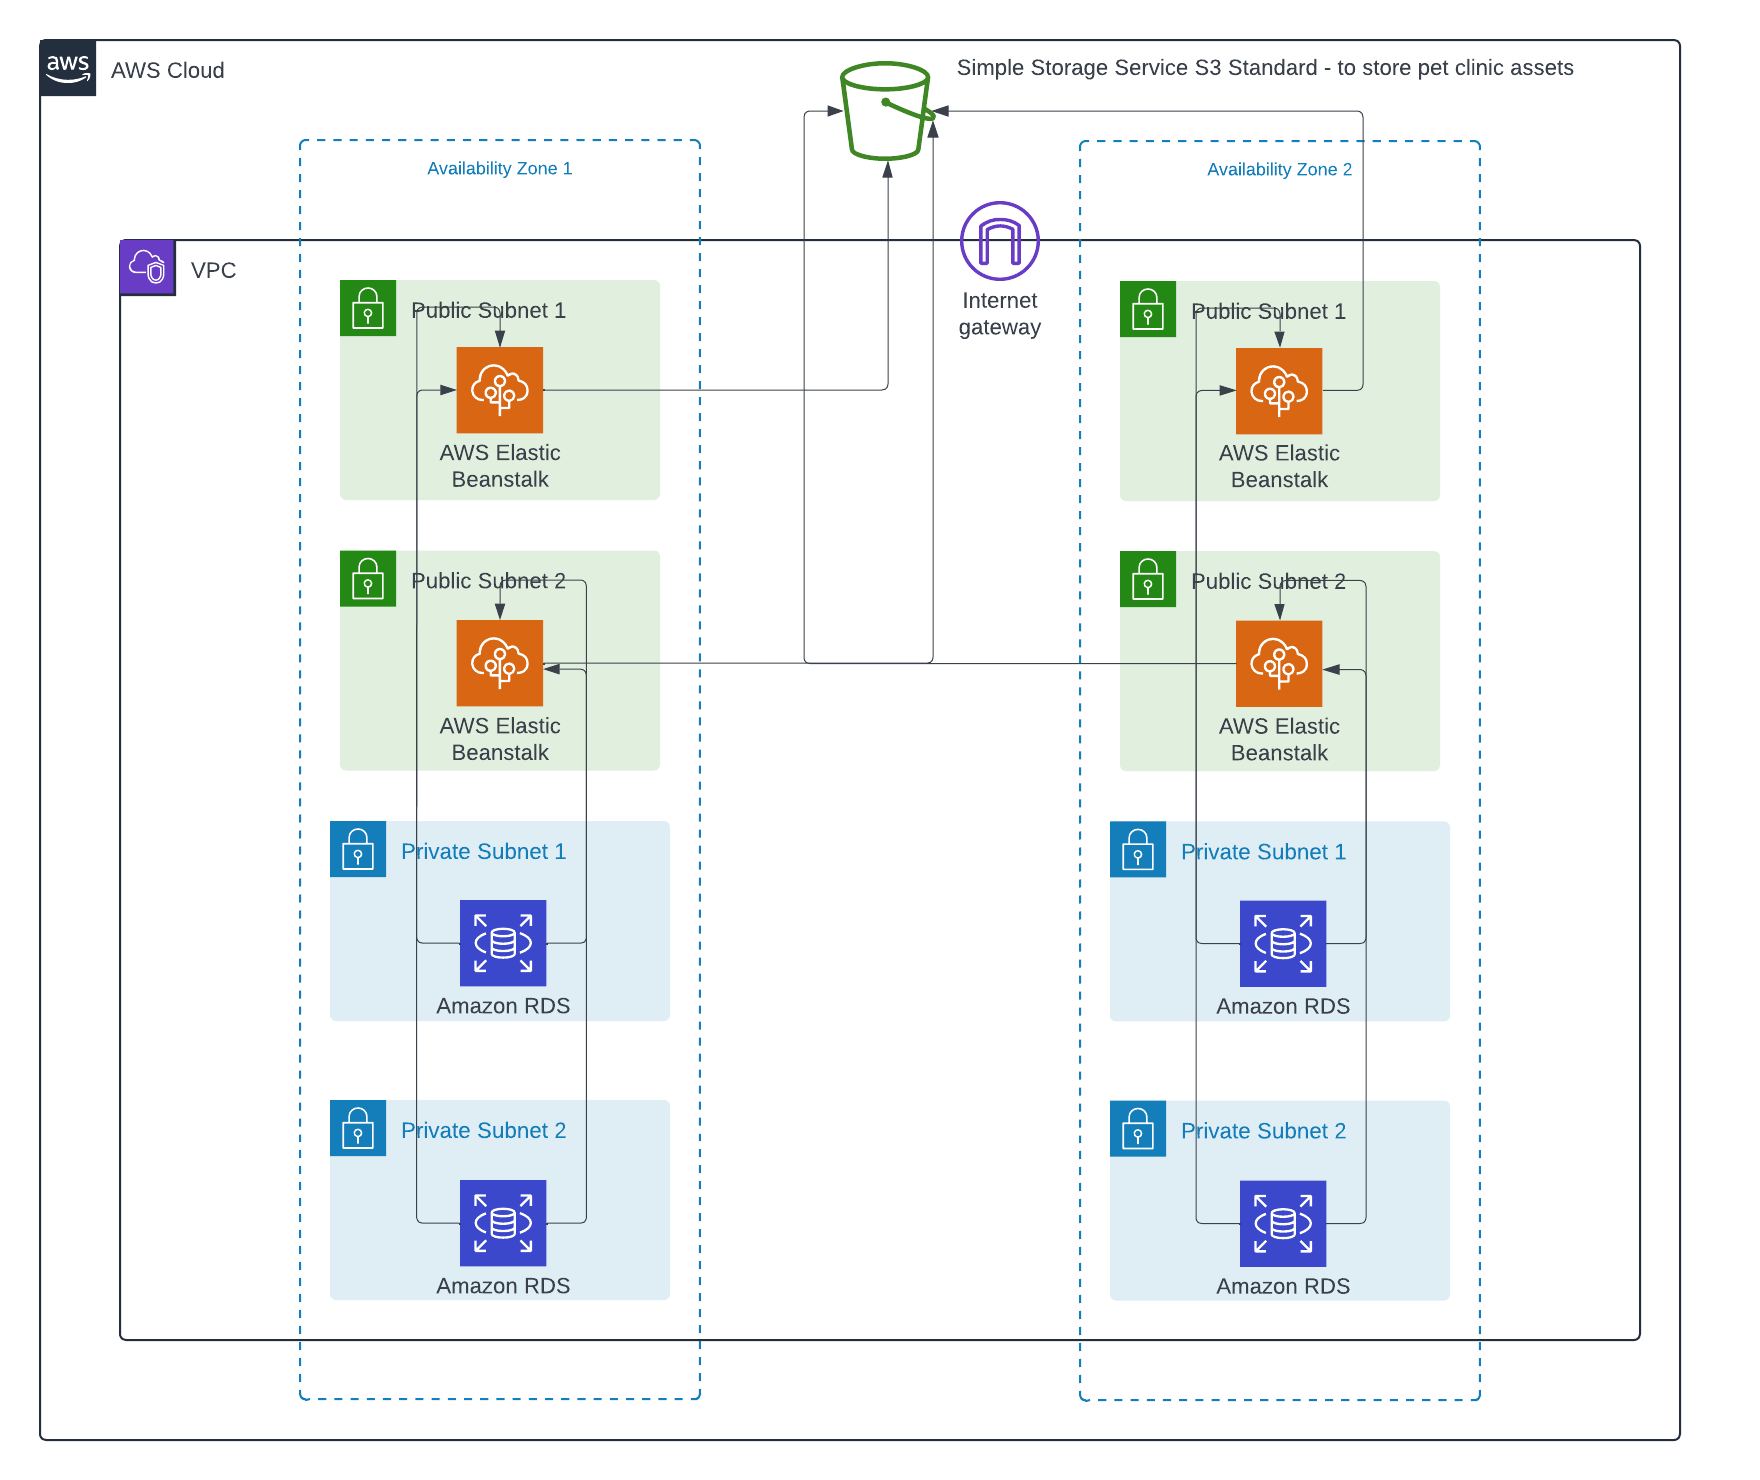 aws
AWS Cloud
Simple Storage Service S3 Standard - to store pet clinic assets
Availability Zone 1
Availability Zone 2
VPC
Internet
gateway
Public Subnet 1
AWS Elastic
Beanstalk
Public Subnet 2
AWS Elastic
Beanstalk
Private Subnet 1
Amazon RDS
Private Subnet 2
Amazon RDS
Public Subnet 1
AWS Elastic
Beanstalk
Public Subnet 2
AWS Elastic
Beanstalk
Private Subnet 1
Amazon RDS
Private Subnet 2
Amazon RDS